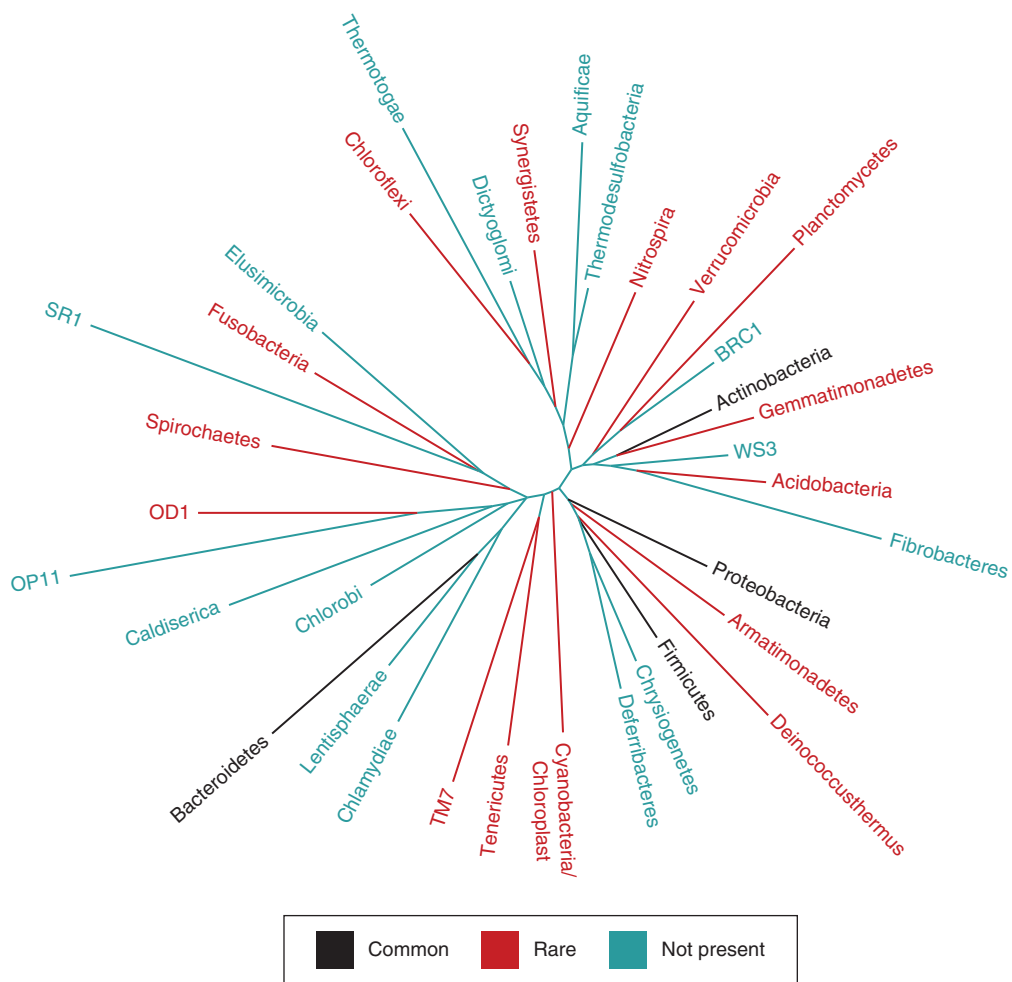 Thermotogae
Chloroflexi
Dictyoglomi
Synergistetes
Aquificae
Thermodesulfobacteria
Nitrospira
Verrucomicrobia
Planctomycetes
BRC1
Actinobacteria
Gemmatimonadetes
WS3
Acidobacteria
Fibrobacteres
Proteobacteria
Armatimonadetes
Deinococcusthermus
Firmicutes
Chrysiogenetes
Deferribacteres
Cyanobacteria/
Chloroplast
Tenericutes
TM7
Chlamydiae
Lentisphaerae
Bacteroidetes
Chlorobi
Caldiserica
OP11
OD1
Spirochaetes
SR1
Fusobacteria
Elusimicrobia
Common
Rare
Not present